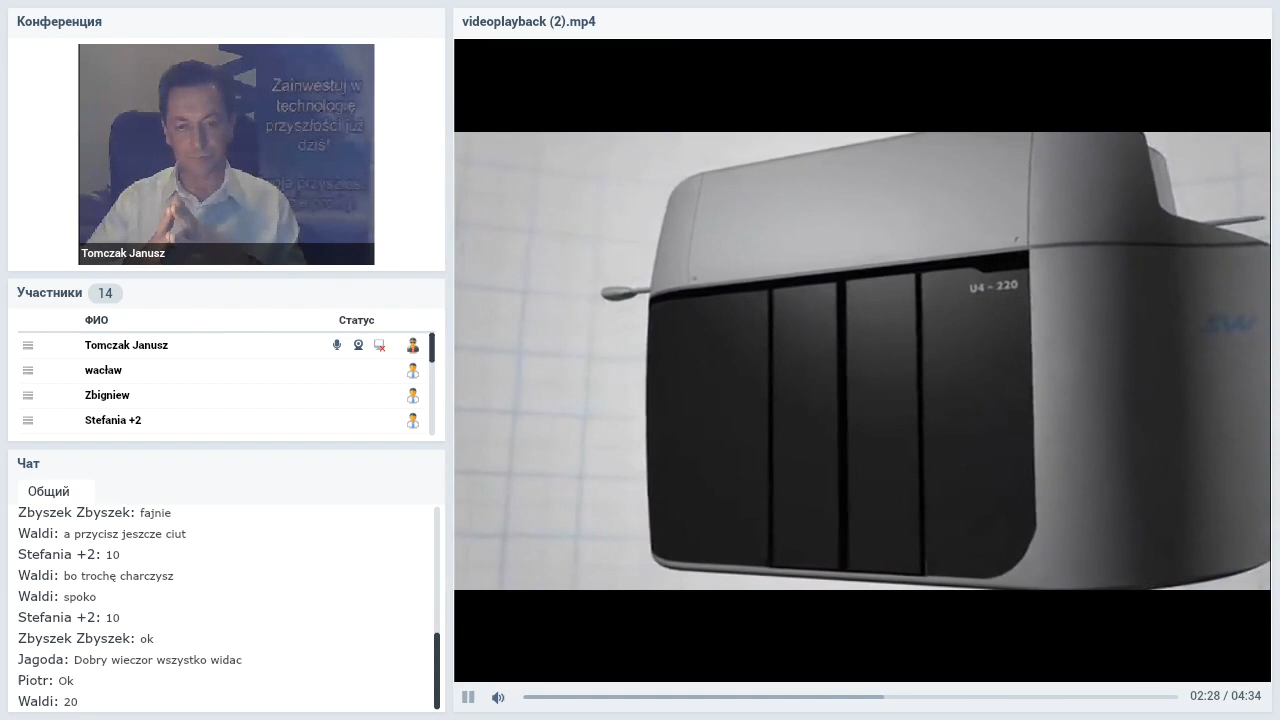 Конференция
Zainwestuj w
technologię
przyszłości już
dziś!
Tomczak Janusz
Участники 14
ФИО Статус
Tomczak Janusz
wacław
Zbigniew
Stefania +2
Чат
Общий
Zbyszek Zbyszek: fajnie
Waldi: a przycisz jeszcze ciut
Stefania +2: 10
Waldi: bo trochę charczysz
Waldi: spoko
Stefania +2: 10
Zbyszek Zbyszek: ok
Jagoda: Dobry wieczor wszystko widac
Piotr: Ok
Waldi: 20
videoplayback (2).mp4
U4 - 220
02:28 / 04:34